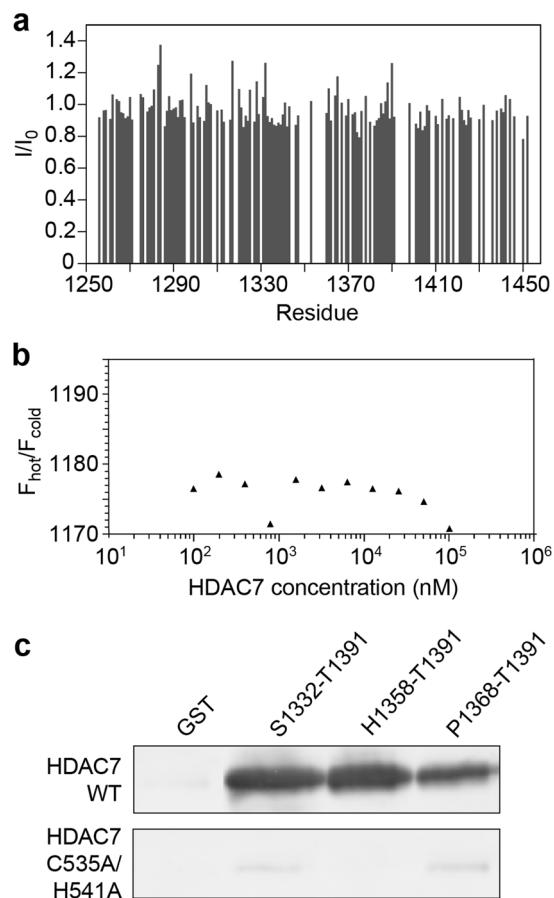 a
1.4
1.2
1.0
0.8
0.6
0.4
0.2
0
I/I0
1250 1290 1330 1370 1410 1450
Residue
b
1190
1180
1170
Fhot/Fcold
10^1 10^2 10^3 10^4 10^5 10^6
HDAC7 concentration (nM)
c
GST S1332-T1391 H1358-T1391 P1368-T1391
HDAC7
WT
HDAC7
C535A/
H541A